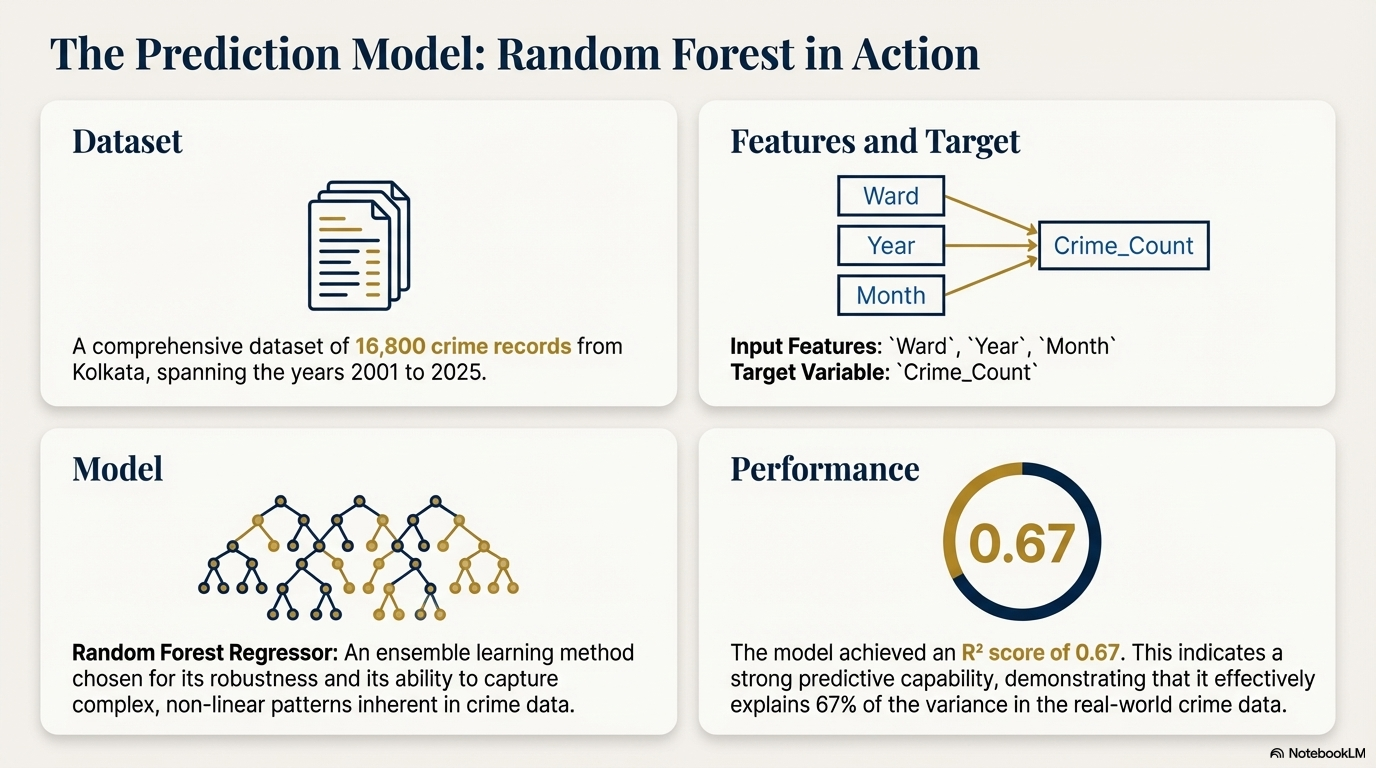 The Prediction Model: Random Forest in Action
Dataset
A comprehensive dataset of 16,800 crime records from
Kolkata, spanning the years 2001 to 2025.
Features and Target
Ward
Year
Month
Crime_Count
Input Features: `Ward`, `Year`, `Month`
Target Variable: `Crime_Count`
Model
Random Forest Regressor: An ensemble learning method
chosen for its robustness and its ability to capture
complex, non-linear patterns inherent in crime data.
Performance
0.67
The model achieved an R² score of 0.67. This indicates a
strong predictive capability, demonstrating that it effectively
explains 67% of the variance in the real-world crime data.
NotebookLM